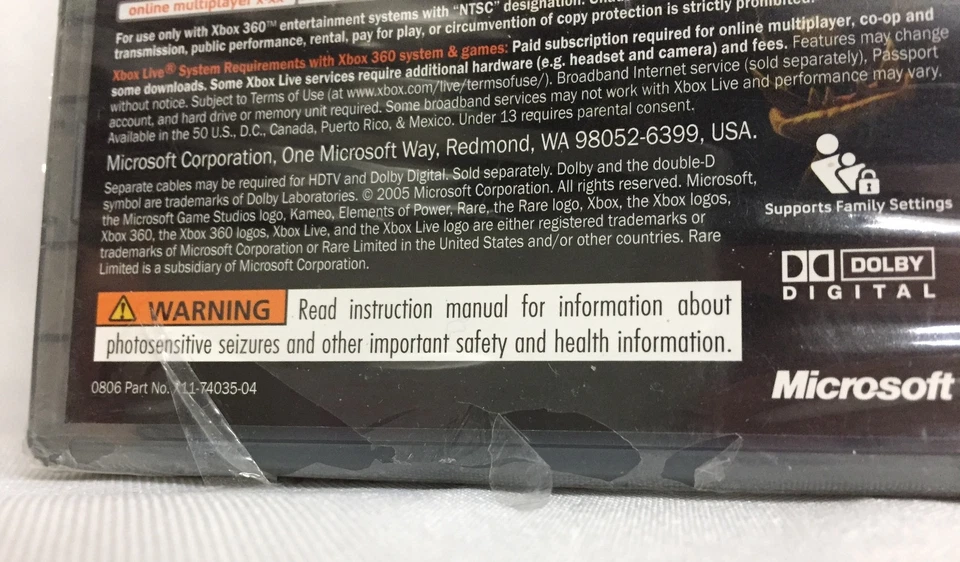 online multiplayer
For use only with Xbox 360™ entertainment systems with "NTSC" designation.
transmission, public performance, rental, pay for play, or circumvention of copy protection is strictly prohibited.
Xbox Live® System Requirements with Xbox 360 system & games: Paid subscription required for online multiplayer, co-op and
some downloads. Some Xbox Live services require additional hardware (e.g. headset and camera) and fees. Features may change
without notice. Subject to Terms of Use (at www.xbox.com/live/termsofuse/). Broadband Internet service (sold separately), Passport
account, and hard drive or memory unit required. Some broadband services may not work with Xbox Live and performance may vary.
Available in the 50 U.S., D.C., Canada, Puerto Rico, & Mexico. Under 13 requires parental consent.
Microsoft Corporation, One Microsoft Way, Redmond, WA 98052-6399, USA.
Separate cables may be required for HDTV and Dolby Digital. Sold separately. Dolby and the double-D
symbol are trademarks of Dolby Laboratories. © 2005 Microsoft Corporation. All rights reserved. Microsoft,
the Microsoft Game Studios logo, Kameo, Elements of Power, Rare, the Rare logo, Xbox, the Xbox logos,
Xbox 360, the Xbox 360 logos, Xbox Live, and the Xbox Live logo are either registered trademarks or
trademarks of Microsoft Corporation or Rare Limited in the United States and/or other countries. Rare
Limited is a subsidiary of Microsoft Corporation.
Supports Family Settings
DOLBY
DIGITAL
WARNING Read instruction manual for information about
photosensitive seizures and other important safety and health information.
0806 Part No. X11-74035-04
Microsoft